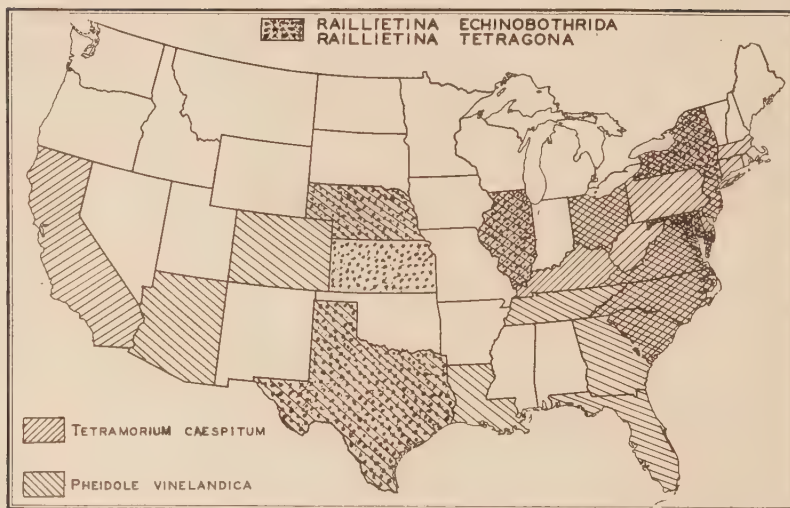 RAILLIETINA ECHINOBOTHRIDA
RAILLIETINA TETRAGONA
TETRAMORIUM CAESPITUM
PHEIDOLE VINELANDICA